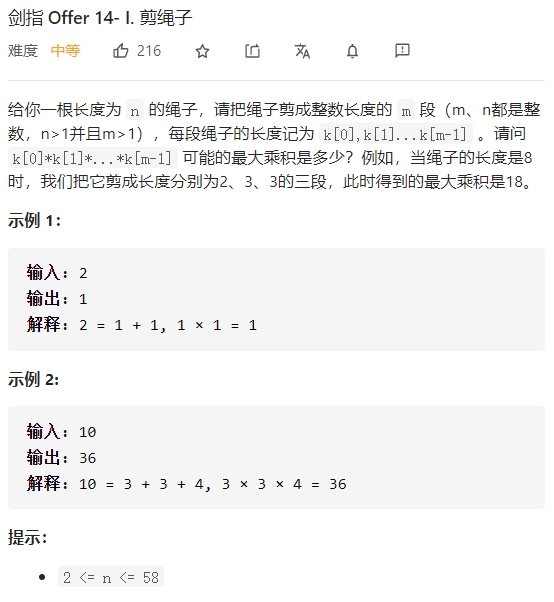 剑指 Offer 14- I. 剪绳子
难度 中等 216
给你一根长度为 n 的绳子，请把绳子剪成整数长度的 m 段（m、n都是整
数，n>1并且m>1），每段绳子的长度记为 k[0],k[1]...k[m-1] 。请问
k[0]*k[1]*...*k[m-1] 可能的最大乘积是多少？例如，当绳子的长度是8
时，我们把它剪成长度分别为2、3、3的三段，此时得到的最大乘积是18。
示例 1：
输入：2
输出：1
解释：2 = 1 + 1, 1 × 1 = 1
示例 2:
输入：10
输出：36
解释：10 = 3 + 3 + 4, 3 × 3 × 4 = 36
提示：
• 2 <= n <= 58